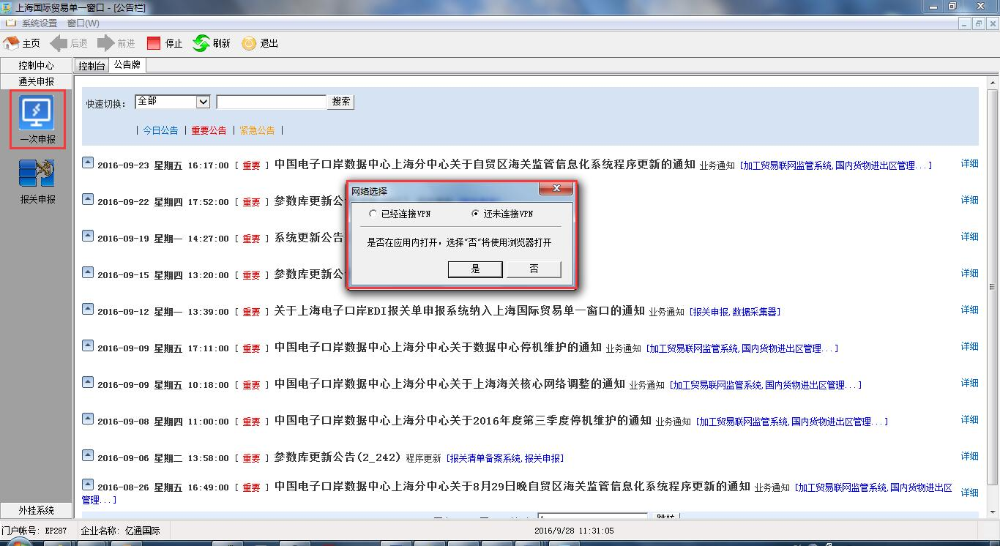 上海国际贸易单一窗口 - [公告栏]
系统设置 窗口(W)
主页 后退 前进 停止 刷新 退出
控制中心
通关申报
一次申报
报关申报
外挂系统
控制台 公告牌
快速切换： 全部 搜索
| 今日公告 | 重要公告 | 紧急公告 |
2016-09-23 星期五 16:17:00 [ 重要 ] 中国电子口岸数据中心上海分中心关于自贸区海关监管信息化系统程序更新的通知 业务通知 [加工贸易联网监管系统,国内货物进出区管理...] 详细
2016-09-22 星期四 17:52:00 [ 重要 ] 参数库更新公 详细
2016-09-19 星期一 14:27:00 [ 重要 ] 系统更新公告 详细
2016-09-15 星期四 13:20:00 [ 重要 ] 参数库更新公 详细
2016-09-12 星期一 13:39:00 [ 重要 ] 关于上海电子口岸EDI报关单申报系统纳入上海国际贸易单一窗口的通知 业务通知 [报关申报,数据采集器] 详细
2016-09-09 星期五 17:11:00 [ 重要 ] 中国电子口岸数据中心上海分中心关于数据中心停机维护的通知 业务通知 [加工贸易联网监管系统,国内货物进出区管理...] 详细
2016-09-09 星期五 10:18:00 [ 重要 ] 中国电子口岸数据中心上海分中心关于上海海关核心网络调整的通知 业务通知 [加工贸易联网监管系统,国内货物进出区管理...] 详细
2016-09-08 星期四 11:00:00 [ 重要 ] 中国电子口岸数据中心上海分中心关于2016年度第三季度停机维护的通知 业务通知 [加工贸易联网监管系统,国内货物进出区管理...] 详细
2016-09-06 星期二 13:58:00 [ 重要 ] 参数库更新公告(2_242) 程序更新 [报关清单备案系统,报关申报] 详细
2016-08-26 星期五 16:49:00 [ 重要 ] 中国电子口岸数据中心上海分中心关于8月29日晚自贸区海关监管信息化系统程序更新的通知 业务通知 [加工贸易联网监管系统,国内货物进出区 详细
管理...]
网络选择
已经连接VPN 还未连接VPN
是否在应用内打开，选择“否”将使用浏览器打开
是 否
门户帐号： EP287 企业名称： 亿通国际 2016/9/28 11:31:05